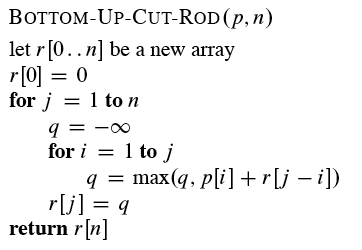 BOTTOM-UP-CUT-ROD(p, n)
let r[0..n] be a new array
r[0] = 0
for j = 1 to n
q = −∞
for i = 1 to j
q = max(q, p[i] + r[j − i])
r[j] = q
return r[n]